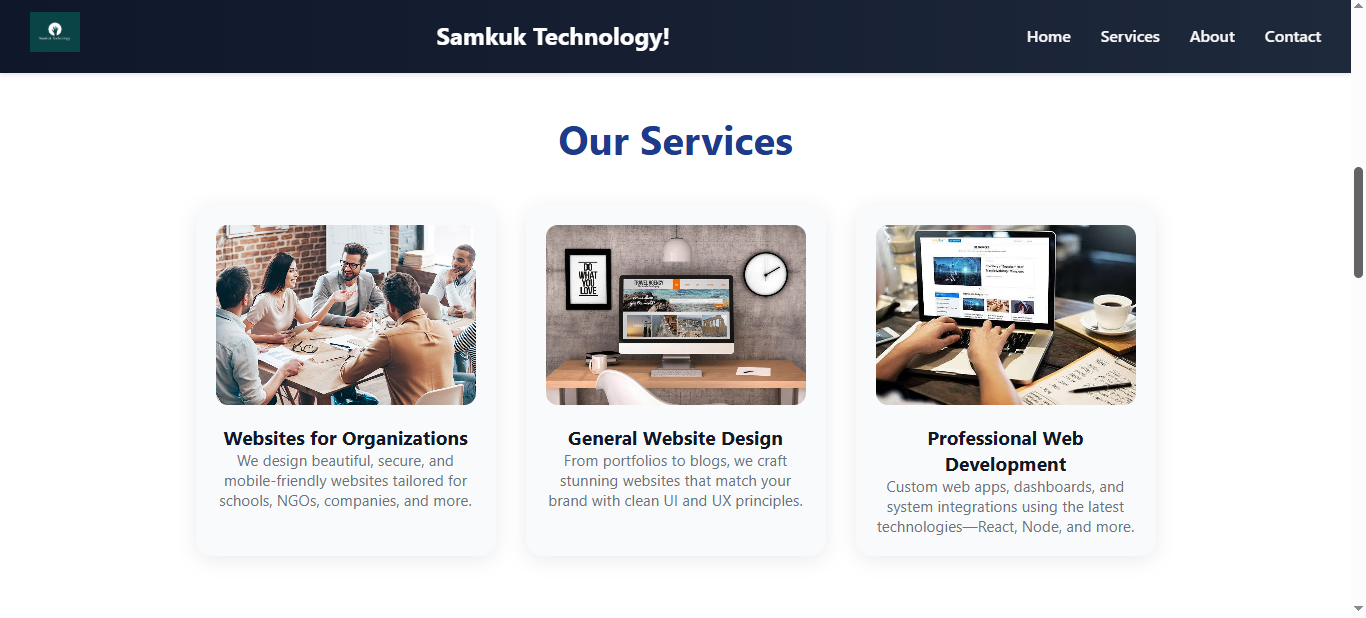 Samkuk Technology!
Home
Services
About
Contact
Our Services
DO
WHAT
YOU
LOVE
TRAVEL AGENCY
Websites for Organizations
We design beautiful, secure, and
mobile-friendly websites tailored for
schools, NGOs, companies, and more.
General Website Design
From portfolios to blogs, we craft
stunning websites that match your
brand with clean UI and UX principles.
Professional Web
Development
Custom web apps, dashboards, and
system integrations using the latest
technologies—React, Node, and more.